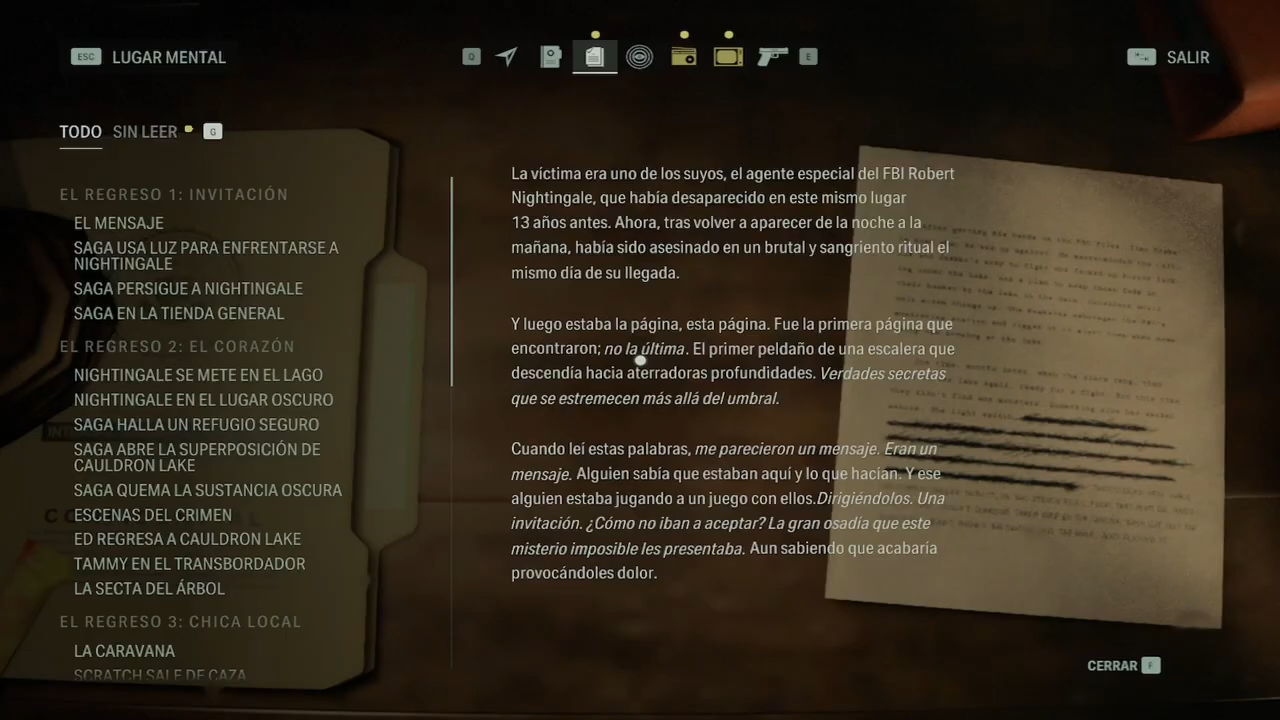 ESC LUGAR MENTAL
Q
E
SALIR
TODO SIN LEER G
EL REGRESO 1: INVITACIÓN
EL MENSAJE
SAGA USA LUZ PARA ENFRENTARSE A
NIGHTINGALE
SAGA PERSIGUE A NIGHTINGALE
SAGA EN LA TIENDA GENERAL
EL REGRESO 2: EL CORAZÓN
NIGHTINGALE SE METE EN EL LAGO
NIGHTINGALE EN EL LUGAR OSCURO
SAGA HALLA UN REFUGIO SEGURO
SAGA ABRE LA SUPERPOSICIÓN DE
CAULDRON LAKE
SAGA QUEMA LA SUSTANCIA OSCURA
ESCENAS DEL CRIMEN
ED REGRESA A CAULDRON LAKE
TAMMY EN EL TRANSBORDADOR
LA SECTA DEL ÁRBOL
EL REGRESO 3: CHICA LOCAL
LA CARAVANA
SCRATCH SALE DE CAZA
La víctima era uno de los suyos, el agente especial del FBI Robert
Nightingale, que había desaparecido en este mismo lugar
13 años antes. Ahora, tras volver a aparecer de la noche a la
mañana, había sido asesinado en un brutal y sangriento ritual el
mismo día de su llegada.
Y luego estaba la página, esta página. Fue la primera página que
encontraron; no la última. El primer peldaño de una escalera que
descendía hacia aterradoras profundidades. Verdades secretas
que se estremecen más allá del umbral.
Cuando leí estas palabras, me parecieron un mensaje. Eran un
mensaje. Alguien sabía que estaban aquí y lo que hacían. Y ese
alguien estaba jugando a un juego con ellos.Dirigiéndolos. Una
invitación. ¿Cómo no iban a aceptar? La gran osadía que este
misterio imposible les presentaba. Aun sabiendo que acabaría
provocándoles dolor.
CERRAR F